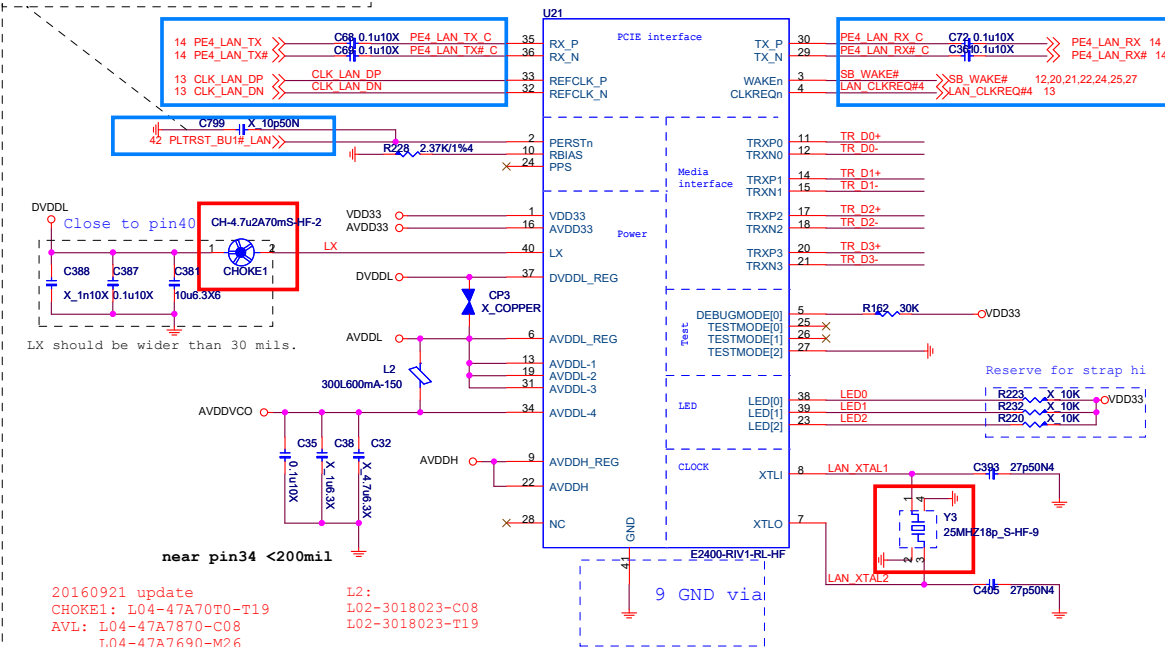 U21
PCIE interface
14 PE4_LAN_TX C68 0.1u10X PE4_LAN_TX_C 35 RX_P TX_P 30 PE4_LAN_RX_C C72 0.1u10X PE4_LAN_RX 14
14 PE4_LAN_TX# 0.1u10X PE4_LAN_TX#_C 36 RX_N TX_N 29 PE4_LAN_RX#_C 0.1u10X PE4_LAN_RX# 14
13 CLK_LAN_DP CLK_LAN_DP 33 REFCLK_P WAKEn 3 SB_WAKE# SB_WAKE# 12,20,21,22,24,25,27
13 CLK_LAN_DN CLK_LAN_DN 32 REFCLK_N CLKREQn 4 LAN_CLKREQ#4 LAN_CLKREQ#4 13
C799 X_10p50N
42 PLTRST_BU1#_LAN 2 PERSTn TRXP0 11 TR_D0+
R228 2.37K/1%4 10 RBIAS TRXN0 12 TR_D0-
24 PPS
Media
interface
TRXP1 14 TR_D1+
TRXN1 15 TR_D1-
DVDDL
Close to pin40
CH-4.7u2A70mS-HF-2
VDD33 1 VDD33 TRXP2 17 TR_D2+
AVDD33 16 AVDD33 TRXN2 18 TR_D2-
Power
1 2 LX 40 LX TRXP3 20 TR_D3+
TRXN3 21 TR_D3-
CHOKE1
C388 C387 C381
X_1n10X 0.1u10X 10u6.3X6
DVDDL 37 DVDDL_REG
CP3
X_COPPER
LX should be wider than 30 mils.
Test
DEBUGMODE[0] 5 R162 30K VDD33
TESTMODE[0] 25
TESTMODE[1] 26
TESTMODE[2] 27
AVDDL 6 AVDDL_REG
13 AVDDL-1
19 AVDDL-2
31 AVDDL-3
L2
300L600mA-150
Reserve for strap hi
LED
LED[0] 38 LED0 R223 X_10K VDD33
LED[1] 39 LED1 R232 X_10K
LED[2] 23 LED2 R220 X_10K
AVDDVCO 34 AVDDL-4
C35 C38 C32
0.1u10X X_1u6.3X X_4.7u6.3X
AVDDH 9 AVDDH_REG
22 AVDDH
CLOCK
XTLI 8 LAN_XTAL1 C393 27p50N4
28 NC
GND
41
XTLO 7
1 4
Y3
25MHZ18p_S-HF-9
2 3
LAN_XTAL2
C405 27p50N4
E2400-RIV1-RL-HF
near pin34 <200mil
9 GND via
20160921 update
CHOKE1: L04-47A70T0-T19
AVL: L04-47A7870-C08
L04-47A7690-M26
L2:
L02-3018023-C08
L02-3018023-T19